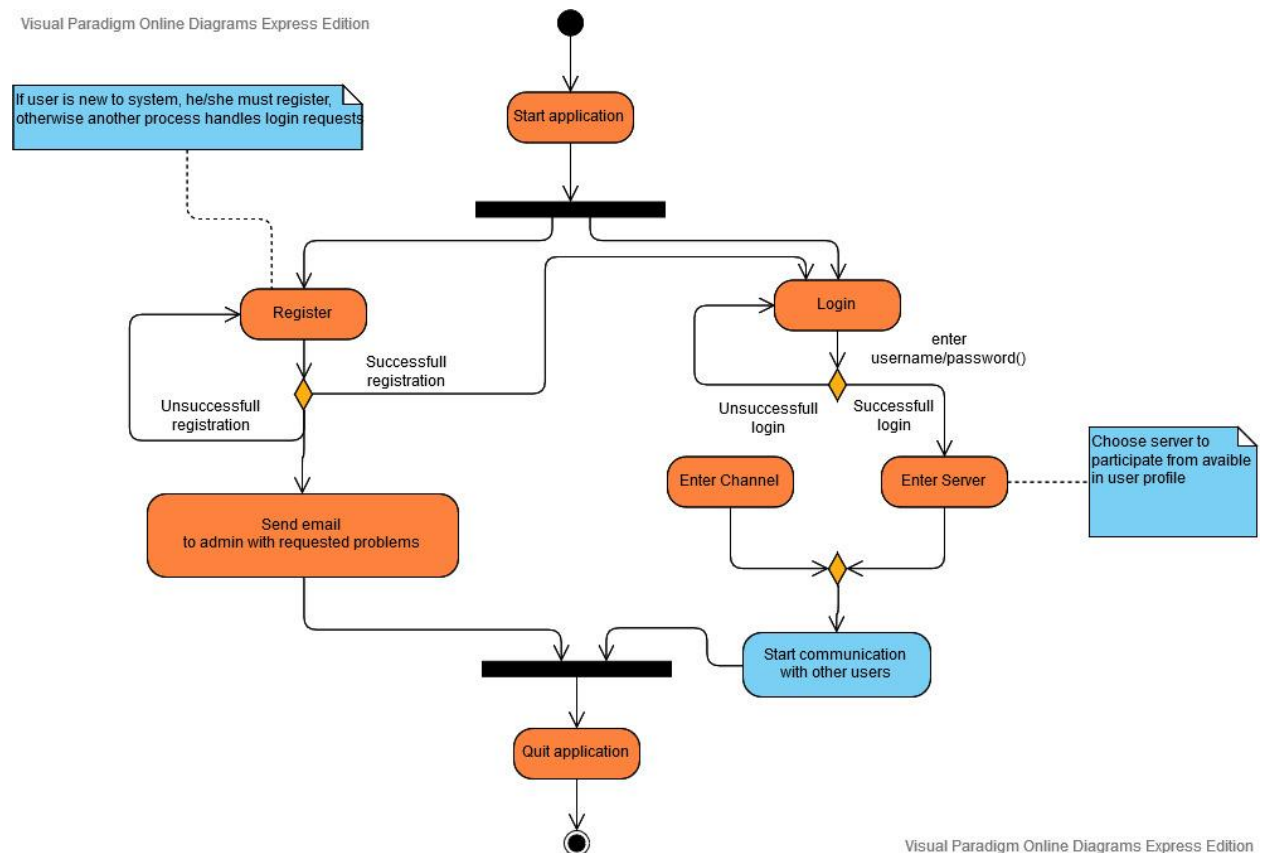 Visual Paradigm Online Diagrams Express Edition
If user is new to system, he/she must register,
otherwise another process handles login requests
Start application
Register
Login
Successfull
registration
enter
username/password()
Unsuccessfull
registration
Unsuccessfull
login
Successfull
login
Choose server to
participate from avaible
in user profile
Enter Channel
Enter Server
Send email
to admin with requested problems
Start communication
with other users
Quit application
Visual Paradigm Online Diagrams Express Edition